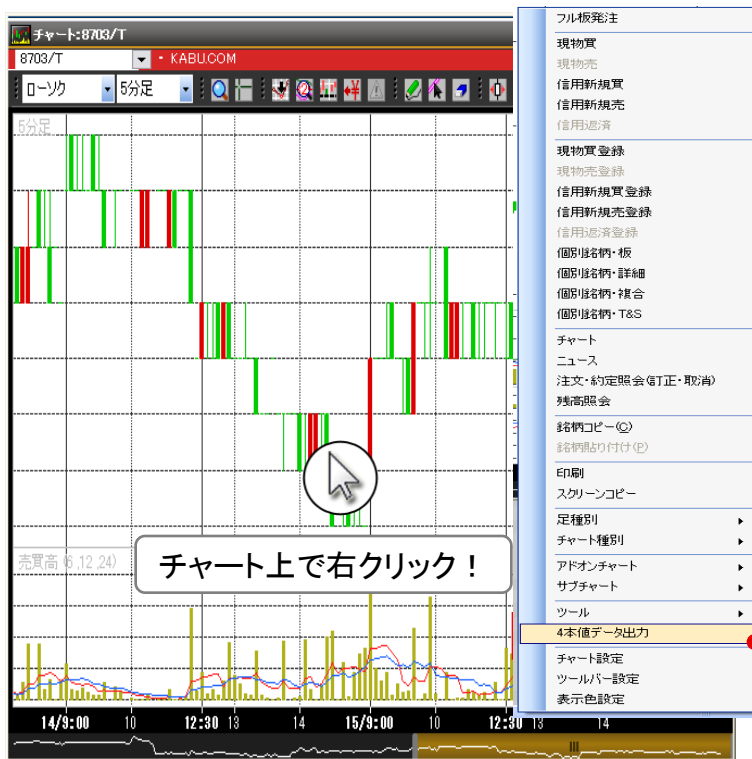 チャート:8703/T
8703/T
KABU.COM
ローソク
5分足
5分足
チャート上で右クリック！
売買高 (6,12,24)
14/9:00 10 12:30 13 14 15/9:00 10 12:30 13 14
フル板発注
現物買
現物売
信用新規買
信用新規売
信用返済
現物買登録
現物売登録
信用新規買登録
信用新規売登録
信用返済登録
個別銘柄・板
個別銘柄・詳細
個別銘柄・複合
個別銘柄・T&S
チャート
ニュース
注文・約定照会(訂正・取消)
残高照会
銘柄コピー(C)
銘柄貼り付け(P)
印刷
スクリーンコピー
足種別
チャート種別
アドオンチャート
サブチャート
ツール
4本値データ出力
チャート設定
ツールバー設定
表示色設定